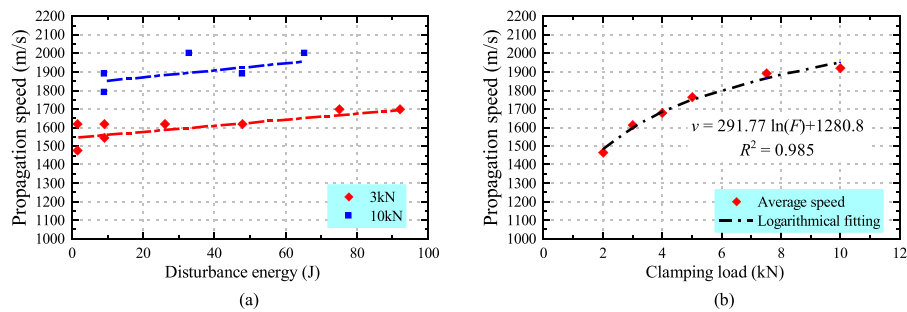 2200
2100
2000
1900
1800
1700
1600
1500
1400
1300
1200
1100
1000
Propagation speed (m/s)
3kN
10kN
0 20 40 60 80 100
Disturbance energy (J)
(a)
2200
2100
2000
1900
1800
1700
1600
1500
1400
1300
1200
1100
1000
Propagation speed (m/s)
v = 291.77 ln(F)+1280.8
R² = 0.985
Average speed
Logarithmical fitting
0 2 4 6 8 10 12
Clamping load (kN)
(b)